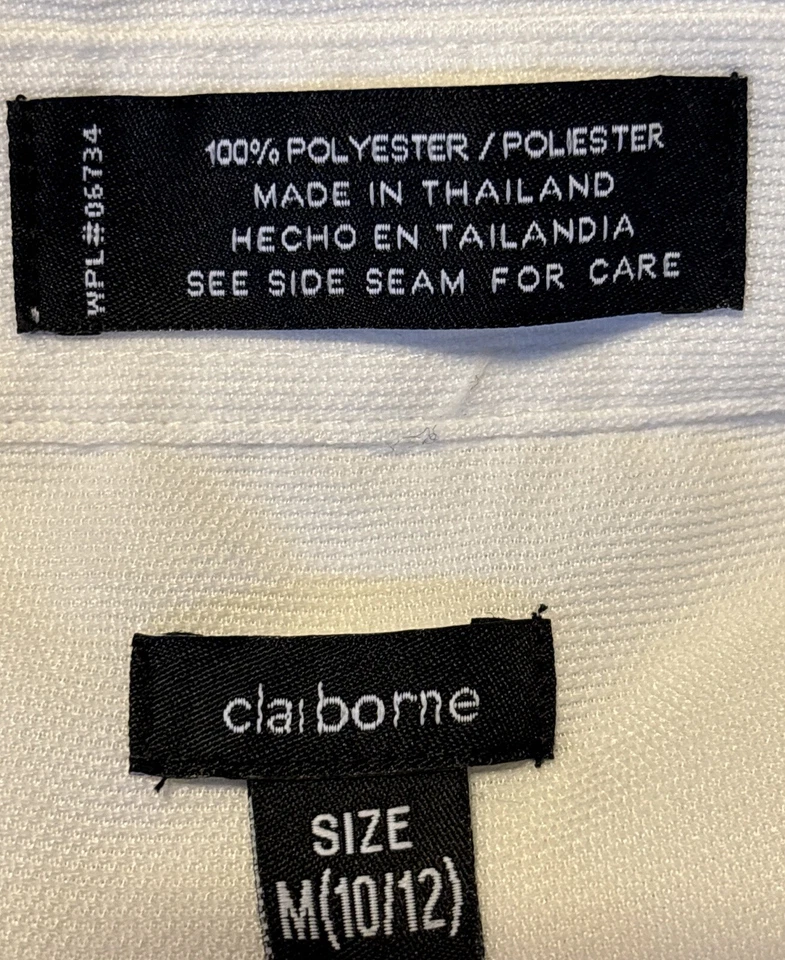 WPL#06734
100% POLYESTER / POLIESTER
MADE IN THAILAND
HECHO EN TAILANDIA
SEE SIDE SEAM FOR CARE
claiborne
SIZE
M(10/12)